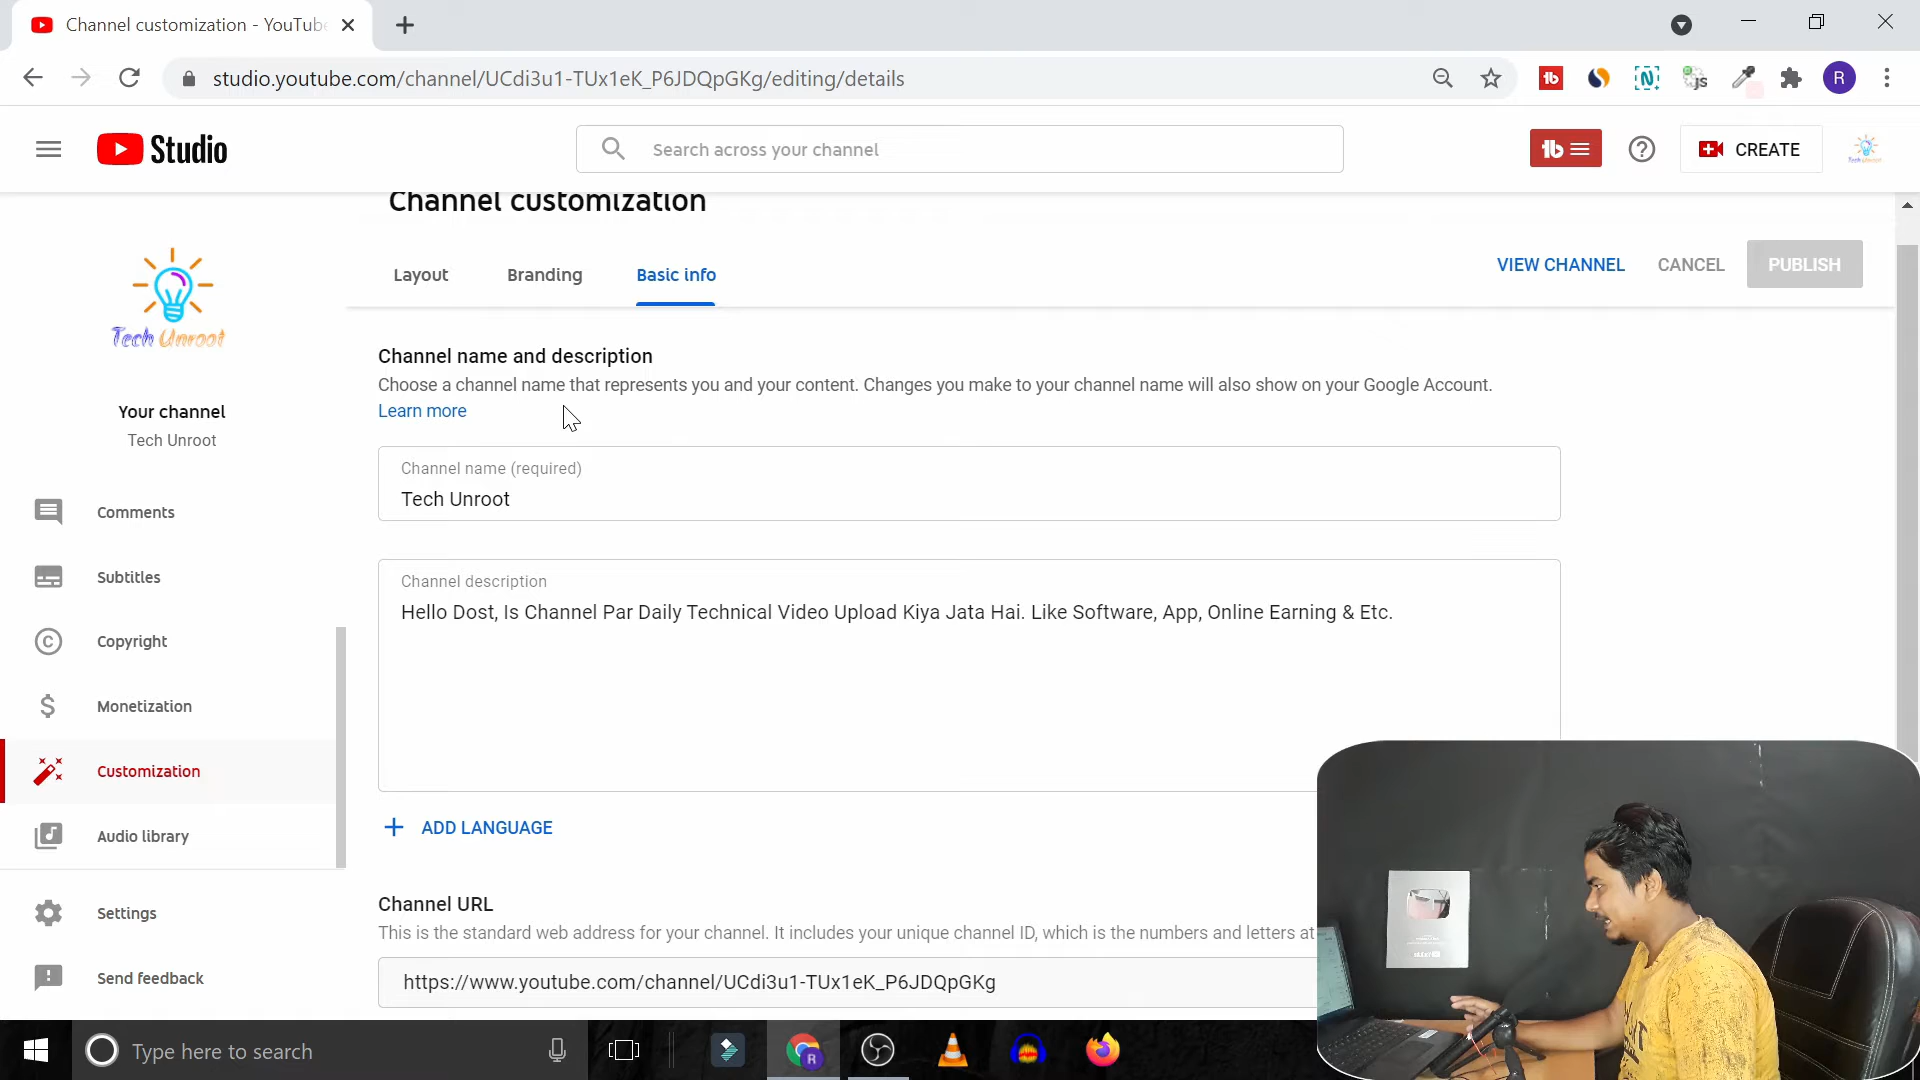 Channel customization - YouTube
studio.youtube.com/channel/UCdi3u1-TUx1eK_P6JDQpGKg/editing/details
R
JS
Studio
Search across your channel
CREATE
Tech Unroot
Channel customization
Layout
Branding
Basic info
VIEW CHANNEL
CANCEL
PUBLISH
Tech Unroot
Your channel
Tech Unroot
Comments
Subtitles
Copyright
Monetization
Customization
Audio library
Settings
Send feedback
Channel name and description
Choose a channel name that represents you and your content. Changes you make to your channel name will also show on your Google Account.
Learn more
Channel name (required)
Tech Unroot
Channel description
Hello Dost, Is Channel Par Daily Technical Video Upload Kiya Jata Hai. Like Software, App, Online Earning & Etc.
ADD LANGUAGE
Channel URL
This is the standard web address for your channel. It includes your unique channel ID, which is the numbers and letters at
https://www.youtube.com/channel/UCdi3u1-TUx1eK_P6JDQpGKg
Type here to search